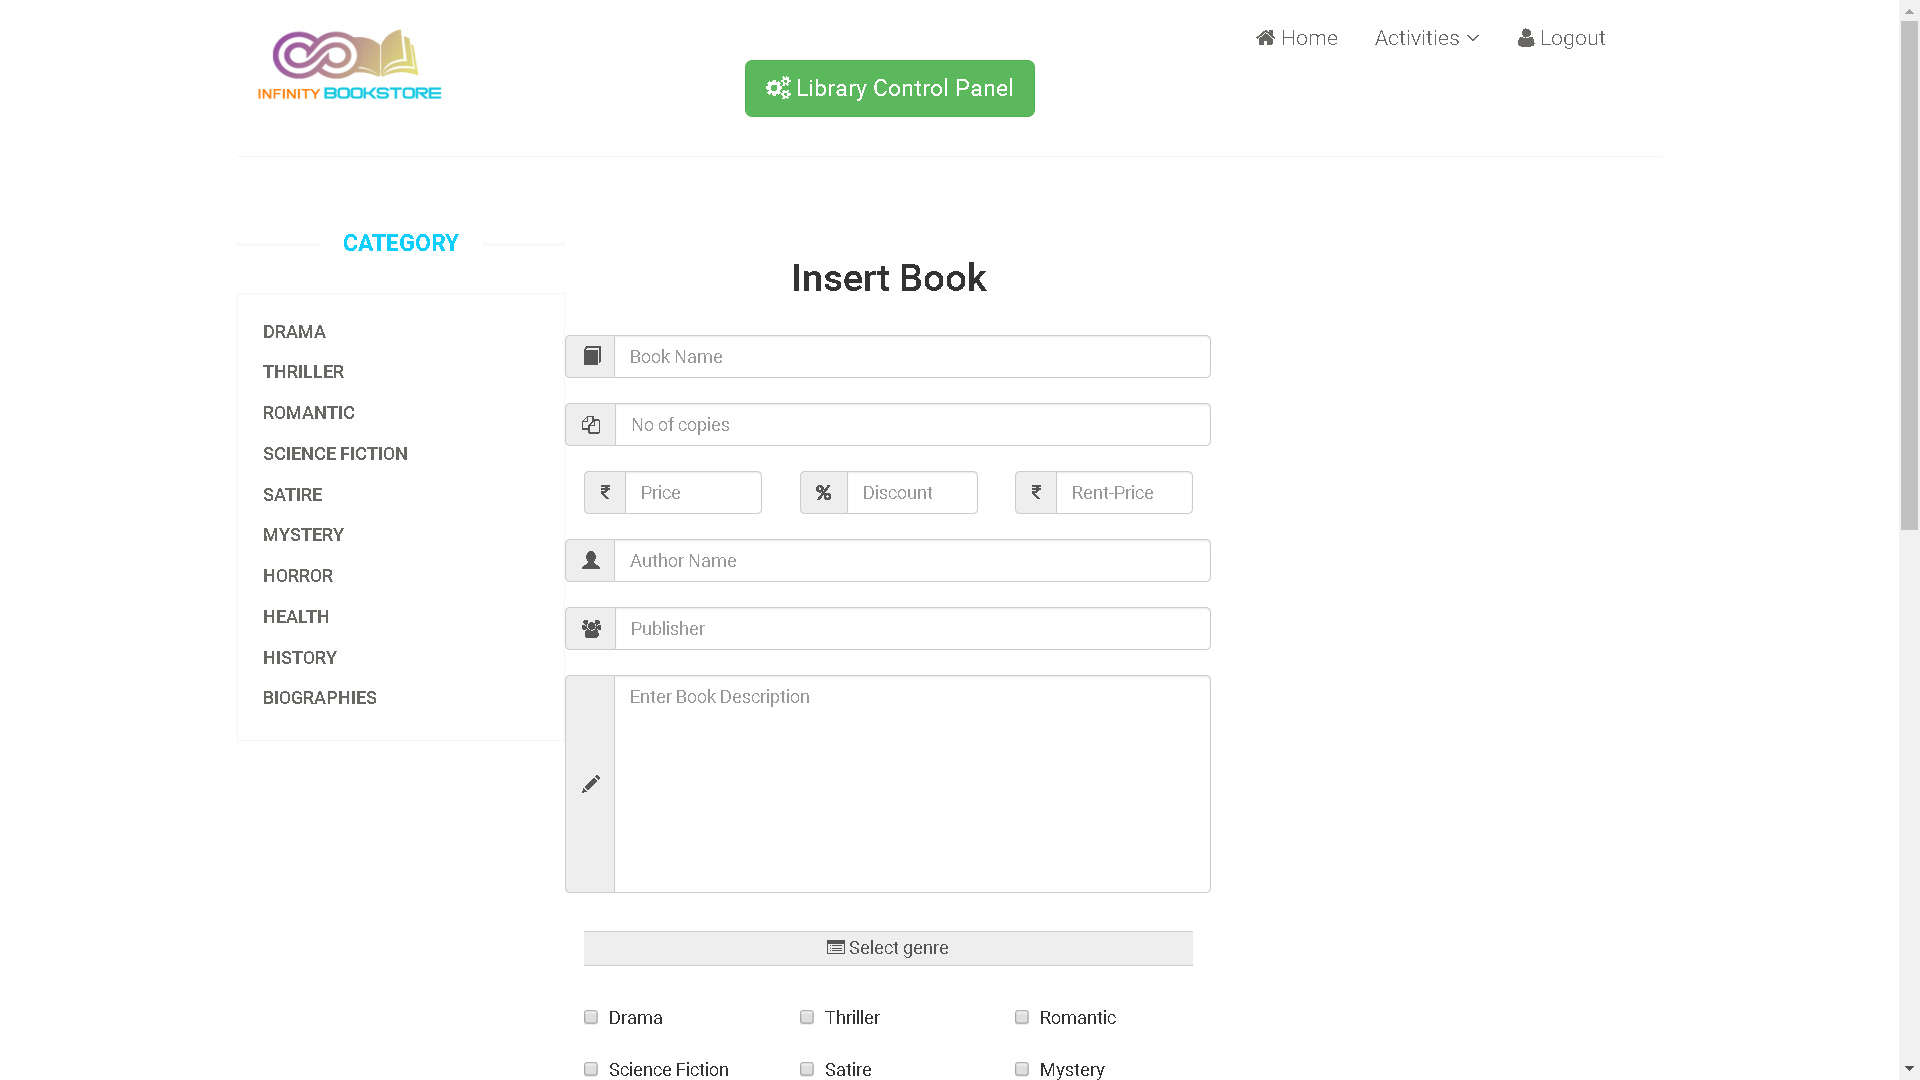 INFINITY BOOKSTORE
Home
Activities
Logout
Library Control Panel
CATEGORY
DRAMA
THRILLER
ROMANTIC
SCIENCE FICTION
SATIRE
MYSTERY
HORROR
HEALTH
HISTORY
BIOGRAPHIES
Insert Book
Book Name
No of copies
₹ Price
% Discount
₹ Rent-Price
Author Name
Publisher
Enter Book Description
Select genre
Drama
Thriller
Romantic
Science Fiction
Satire
Mystery